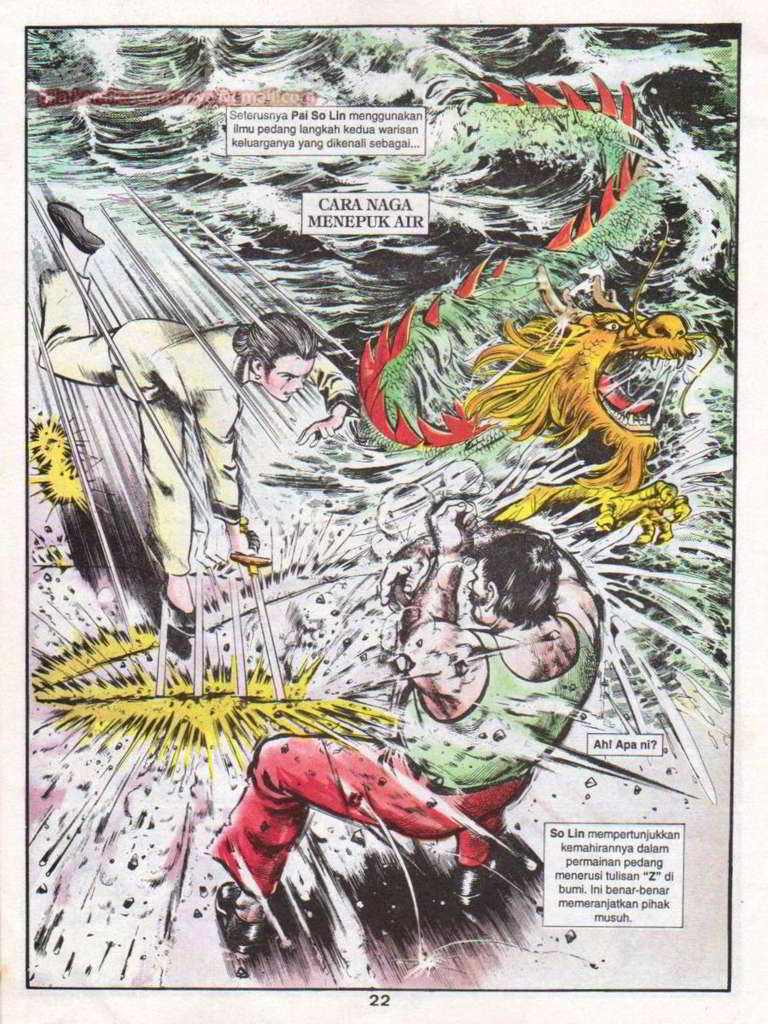 Seterusnya Pai So Lin menggunakan
ilmu pedang langkah kedua warisan
keluarganya yang dikenali sebagai...
CARA NAGA
MENEPUK AIR
Ah! Apa ni?
So Lin mempertunjukkan
kemahirannya dalam
permainan pedang
menerusi tulisan "Z" di
bumi. Ini benar-benar
memeranjatkan pihak
musuh.
22